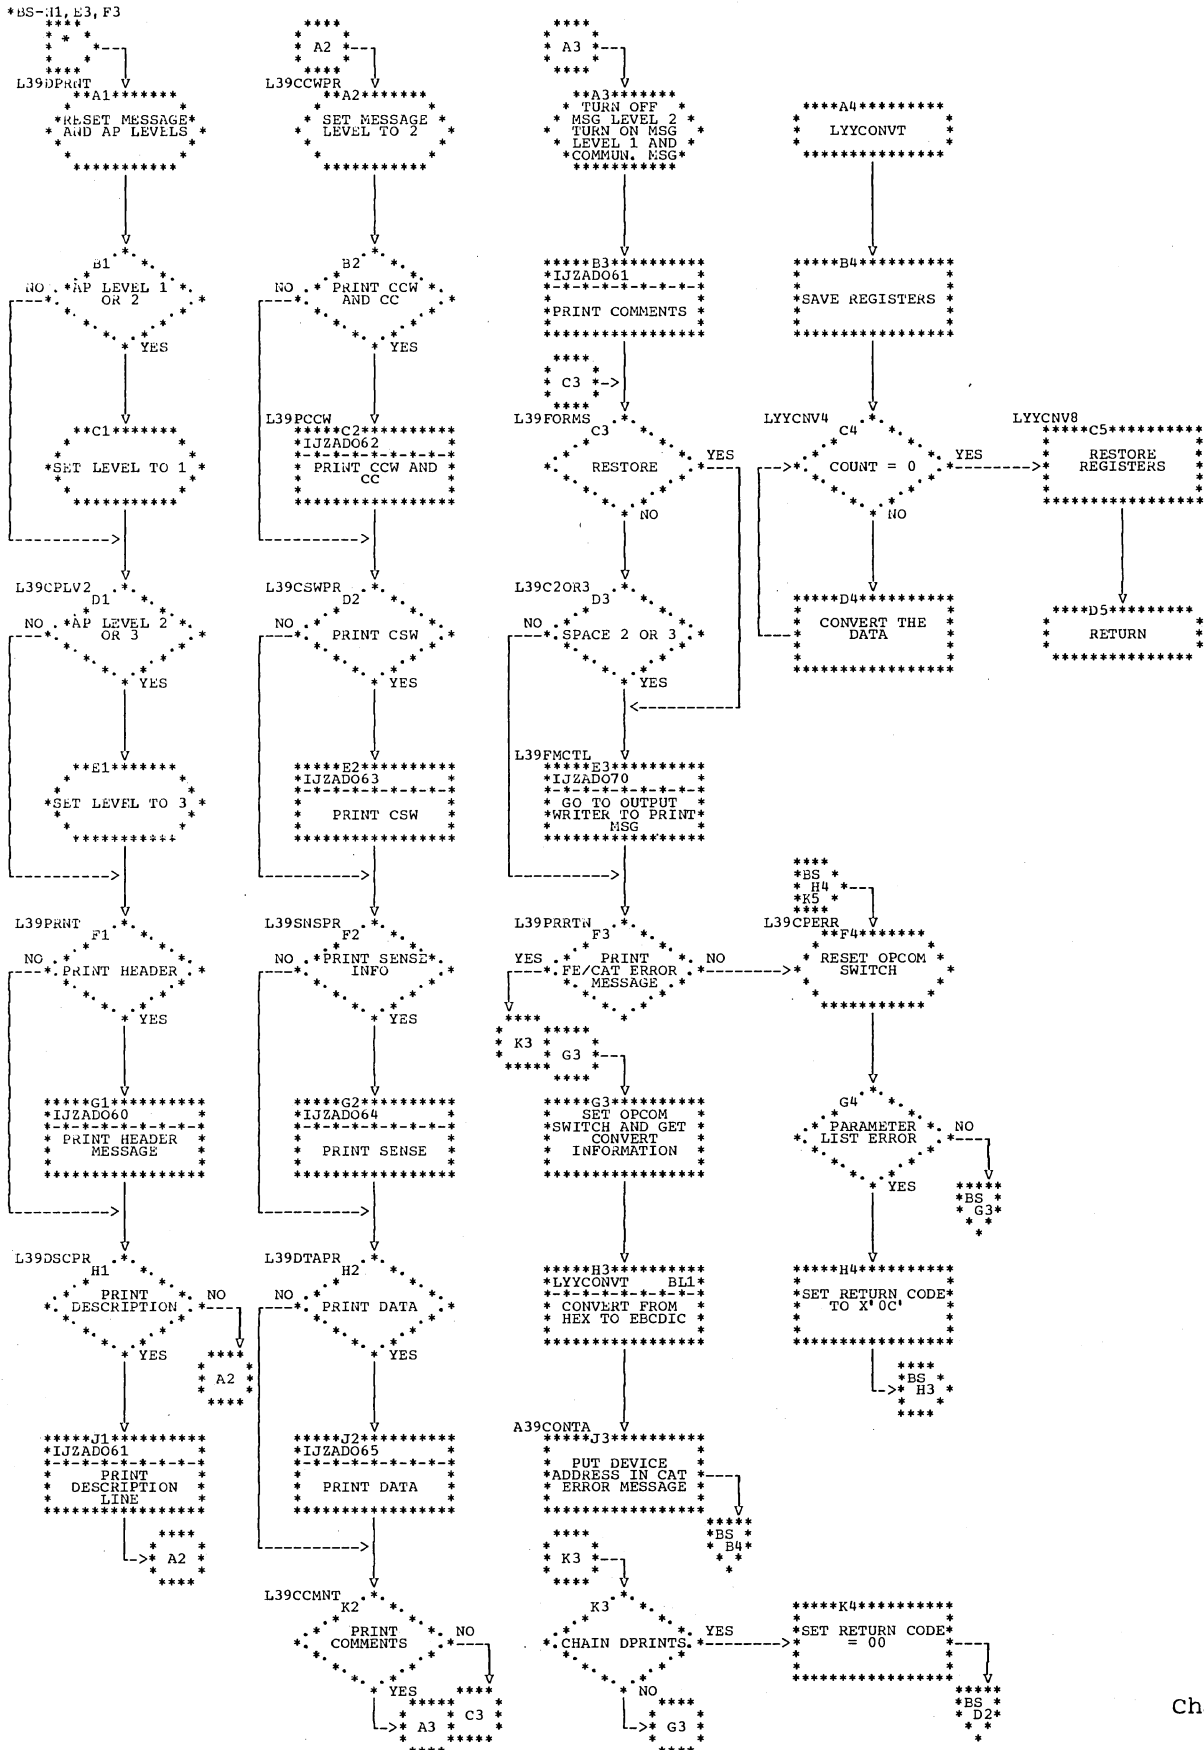 *BS-H1, E3, F3
*
L39DPRNT
A1
RESET MESSAGE
AND AP LEVELS
B1
AP LEVEL 1
OR 2
NO
YES
C1
SET LEVEL TO 1
L39CPLV2
D1
AP LEVEL 2
OR 3
NO
YES
E1
SET LEVEL TO 3
L39PRNT
F1
PRINT HEADER
NO
YES
G1
IJZADO60
PRINT HEADER
MESSAGE
L39DSCPR
H1
PRINT
DESCRIPTION
NO
A2
YES
J1
IJZADO61
PRINT
DESCRIPTION
LINE
A2
A2
L39CCWPR
A2
SET MESSAGE
LEVEL TO 2
B2
PRINT CCW
AND CC
NO
YES
L39PCCW
C2
IJZADO62
PRINT CCW AND
CC
L39CSWPR
D2
PRINT CSW
NO
YES
E2
IJZADO63
PRINT CSW
L39SNSPR
F2
PRINT SENSE
INFO
NO
YES
G2
IJZADO64
PRINT SENSE
L39DTAPR
H2
PRINT DATA
NO
YES
J2
IJZADO65
PRINT DATA
L39CCMNT
K2
PRINT
COMMENTS
NO
C3
YES
A3
A3
A3
TURN OFF
MSG LEVEL 2
TURN ON MSG
LEVEL 1 AND
COMMUN. MSG
B3
IJZADO61
PRINT COMMENTS
C3
L39FORMS
C3
RESTORE
YES
NO
L39C2OR3
D3
SPACE 2 OR 3
NO
YES
L39FMCTL
E3
IJZADO70
GO TO OUTPUT
WRITER TO PRINT
MSG
L39PRRTN
F3
PRINT
FE/CAT ERROR
MESSAGE
YES
NO
K3
G3
G3
SET OPCOM
SWITCH AND GET
CONVERT
INFORMATION
H3
LYYCONVT BL1
CONVERT FROM
HEX TO EBCDIC
A39CONTA
J3
PUT DEVICE
ADDRESS IN CAT
ERROR MESSAGE
BS
B4
K3
K3
CHAIN DPRINTS
YES
NO
G3
A4
LYYCONVT
B4
SAVE REGISTERS
LYYCNV4
C4
COUNT = 0
YES
NO
D4
CONVERT THE
DATA
LYYCNV8
C5
RESTORE
REGISTERS
D5
RETURN
BS
H4
K5
L39CPERR
F4
RESET OPCOM
SWITCH
G4
PARAMETER
LIST ERROR
NO
BS
G3
YES
H4
SET RETURN CODE
TO X'0C'
BS
H3
K4
SET RETURN CODE
= 00
BS
D2
Ch